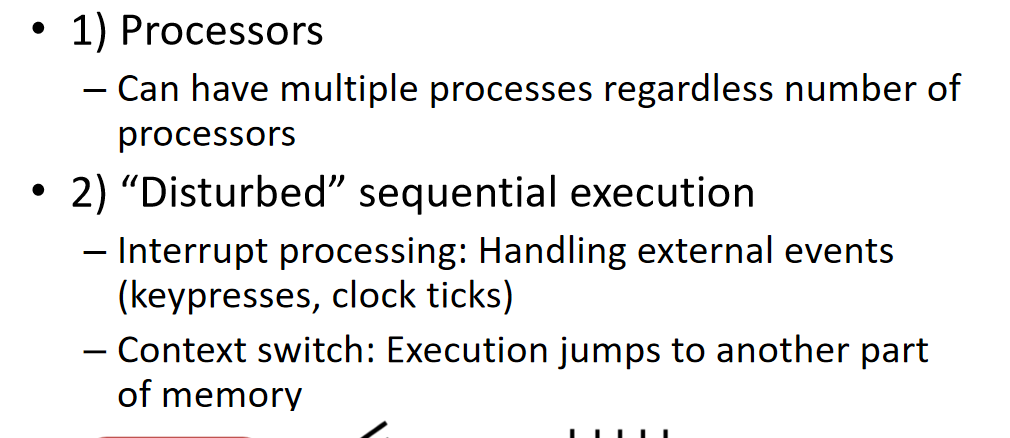 • 1) Processors
– Can have multiple processes regardless number of
processors
• 2) “Disturbed” sequential execution
– Interrupt processing: Handling external events
(keypresses, clock ticks)
– Context switch: Execution jumps to another part
of memory